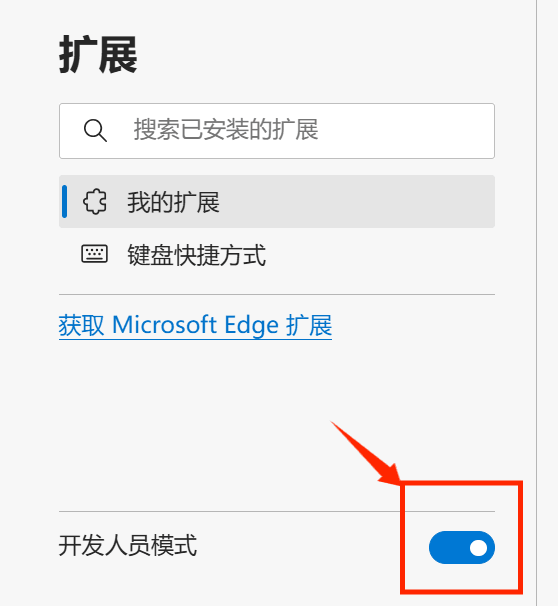 扩展
搜索已安装的扩展
我的扩展
键盘快捷方式
获取 Microsoft Edge 扩展
开发人员模式